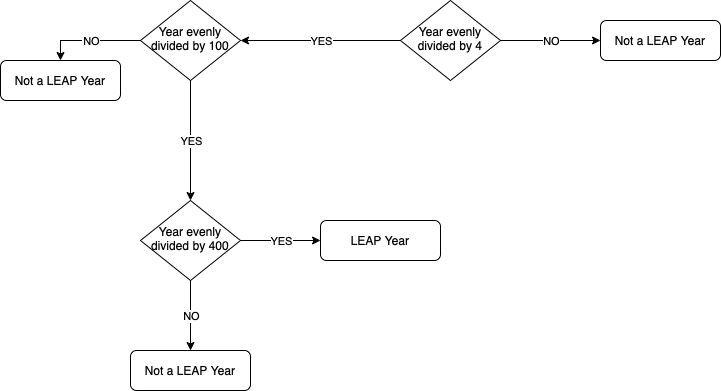 Year evenly
divided by 100
Year evenly
divided by 4
NO
YES
NO
Not a LEAP Year
Not a LEAP Year
YES
Year evenly
divided by 400
YES
LEAP Year
NO
Not a LEAP Year